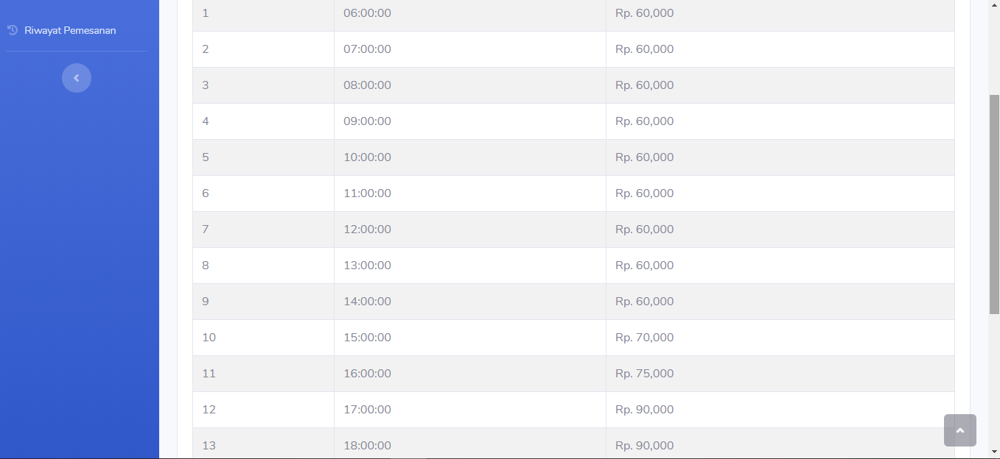 Riwayat Pemesanan
1 06:00:00 Rp. 60,000
2 07:00:00 Rp. 60,000
3 08:00:00 Rp. 60,000
4 09:00:00 Rp. 60,000
5 10:00:00 Rp. 60,000
6 11:00:00 Rp. 60,000
7 12:00:00 Rp. 60,000
8 13:00:00 Rp. 60,000
9 14:00:00 Rp. 60,000
10 15:00:00 Rp. 70,000
11 16:00:00 Rp. 75,000
12 17:00:00 Rp. 90,000
13 18:00:00 Rp. 90,000